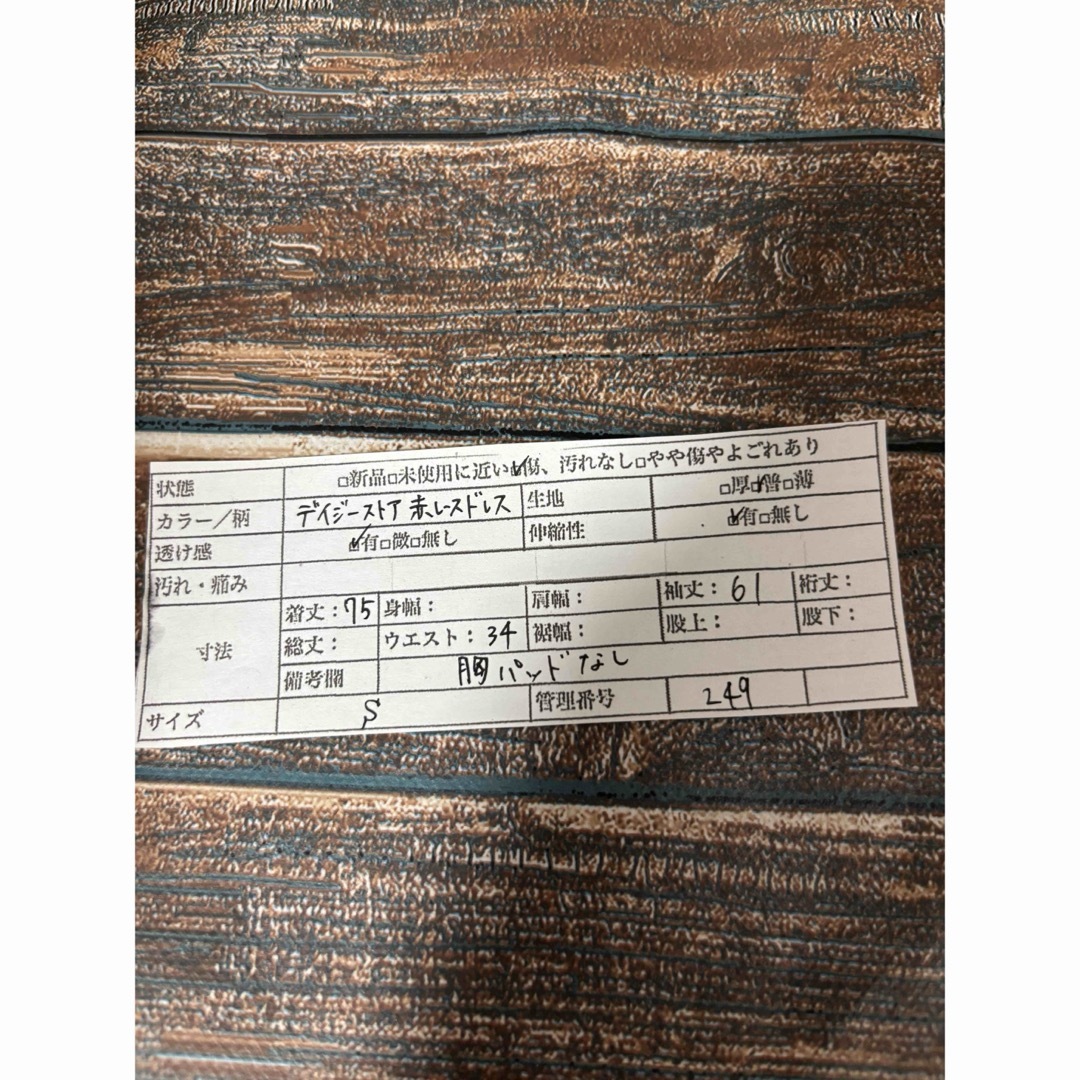 状態 □新品□未使用に近い☑傷、汚れなし□やや傷やよごれあり
カラー／柄 デイジーストア 赤レースドレス 生地 □厚☑普□薄
透け感 ☑有□微□無し 伸縮性 ☑有□無し
汚れ・痛み
寸法 着丈：75 身幅： 肩幅： 袖丈：61 裄丈：
総丈： ウエスト：34 裾幅： 股上： 股下：
備考欄 胸パッドなし
サイズ S 管理番号 249